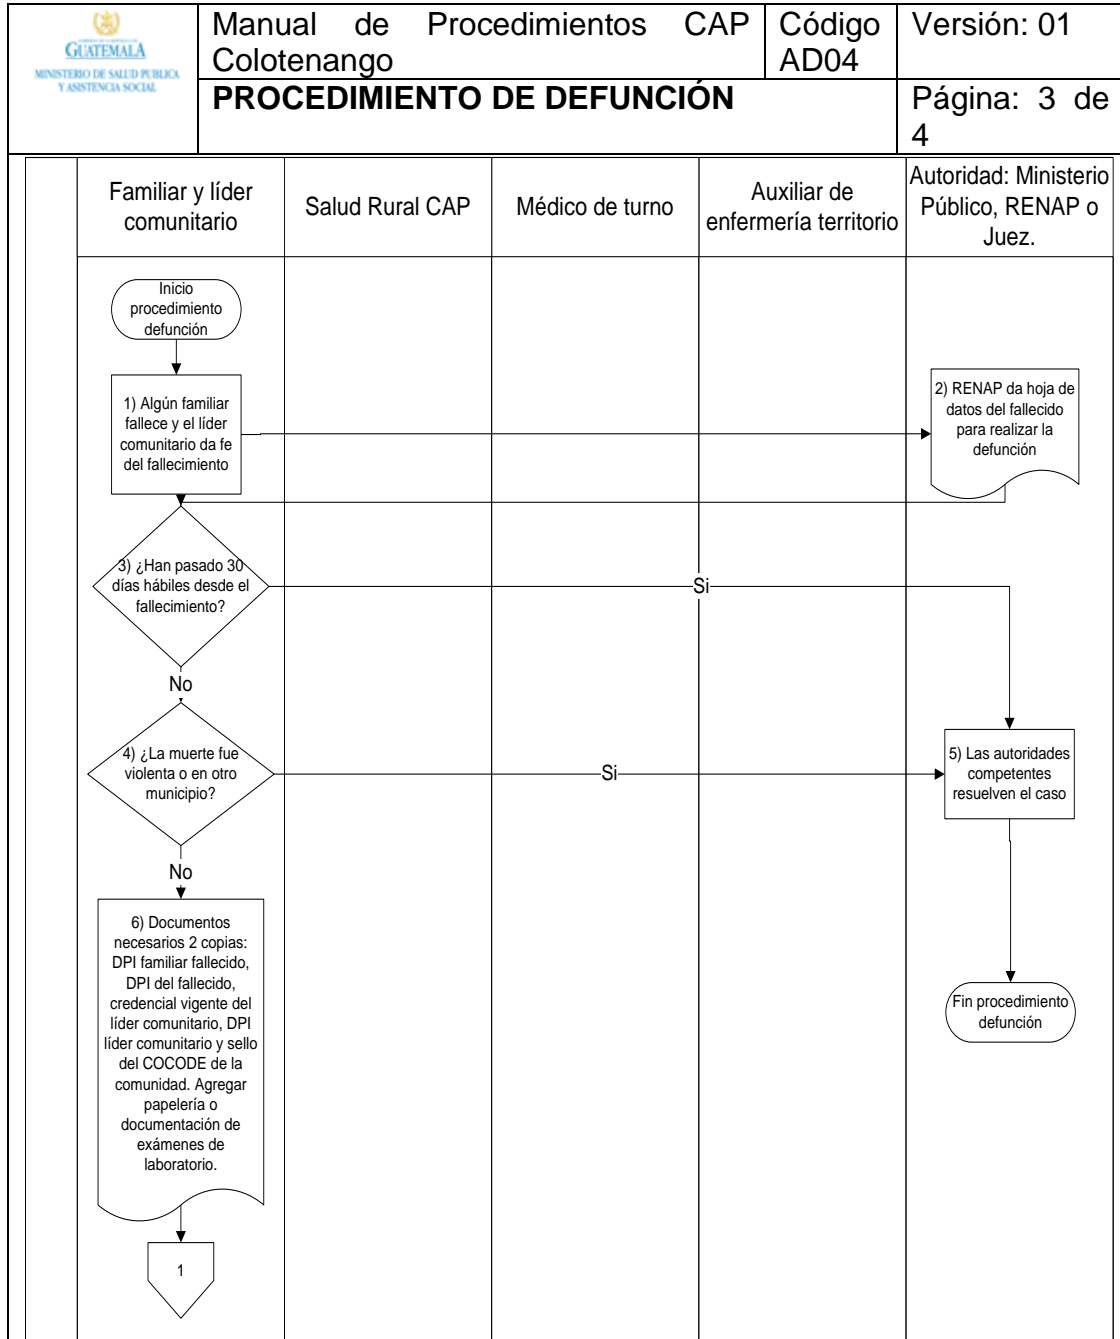 GUATEMALA
MINISTERIO DE SALUD PUBLICA
Y ASISTENCIA SOCIAL
Manual de Procedimientos CAP
Colotenango
Código
AD04
Versión: 01
PROCEDIMIENTO DE DEFUNCIÓN
Página: 3 de
4
Familiar y líder
comunitario
Salud Rural CAP
Médico de turno
Auxiliar de
enfermería territorio
Autoridad: Ministerio
Público, RENAP o
Juez.
Inicio
procedimiento
defunción
1) Algún familiar
fallece y el líder
comunitario da fe
del fallecimiento
2) RENAP da hoja de
datos del fallecido
para realizar la
defunción
3) ¿Han pasado 30
días hábiles desde el
fallecimiento?
Si
No
4) ¿La muerte fue
violenta o en otro
municipio?
Si
5) Las autoridades
competentes
resuelven el caso
No
6) Documentos
necesarios 2 copias:
DPI familiar fallecido,
DPI del fallecido,
credencial vigente del
líder comunitario, DPI
líder comunitario y sello
del COCODE de la
comunidad. Agregar
papelería o
documentación de
exámenes de
laboratorio.
Fin procedimiento
defunción
1